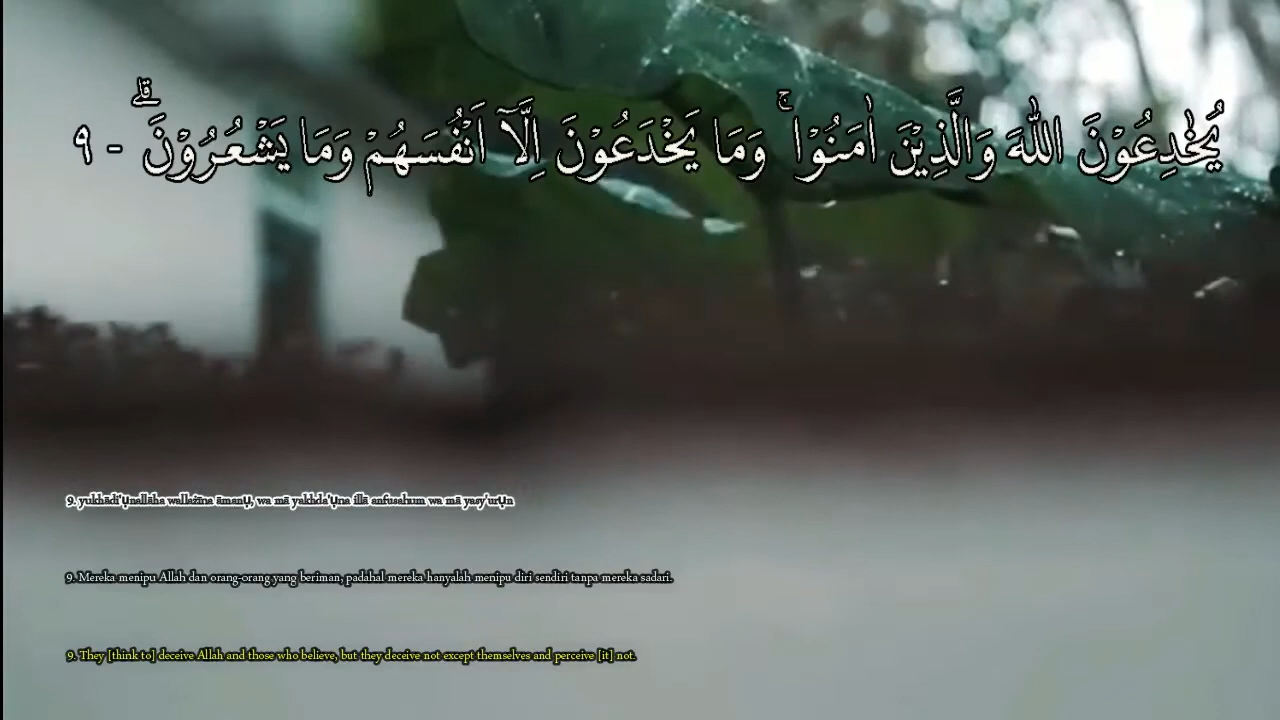 يُخٰدِعُوْنَ اللّٰهَ وَالَّذِيْنَ اٰمَنُوْا ۚ وَمَا يَخْدَعُوْنَ اِلَّآ اَنْفُسَهُمْ وَمَا يَشْعُرُوْنَۗ - ٩
9. yukhādi'ụnallāha wallażīna āmanụ, wa mā yakhda'ụna illā anfusahum wa mā yasy'urụn
9. Mereka menipu Allah dan orang-orang yang beriman, padahal mereka hanyalah menipu diri sendiri tanpa mereka sadari.
9. They [think to] deceive Allah and those who believe, but they deceive not except themselves and perceive [it] not.